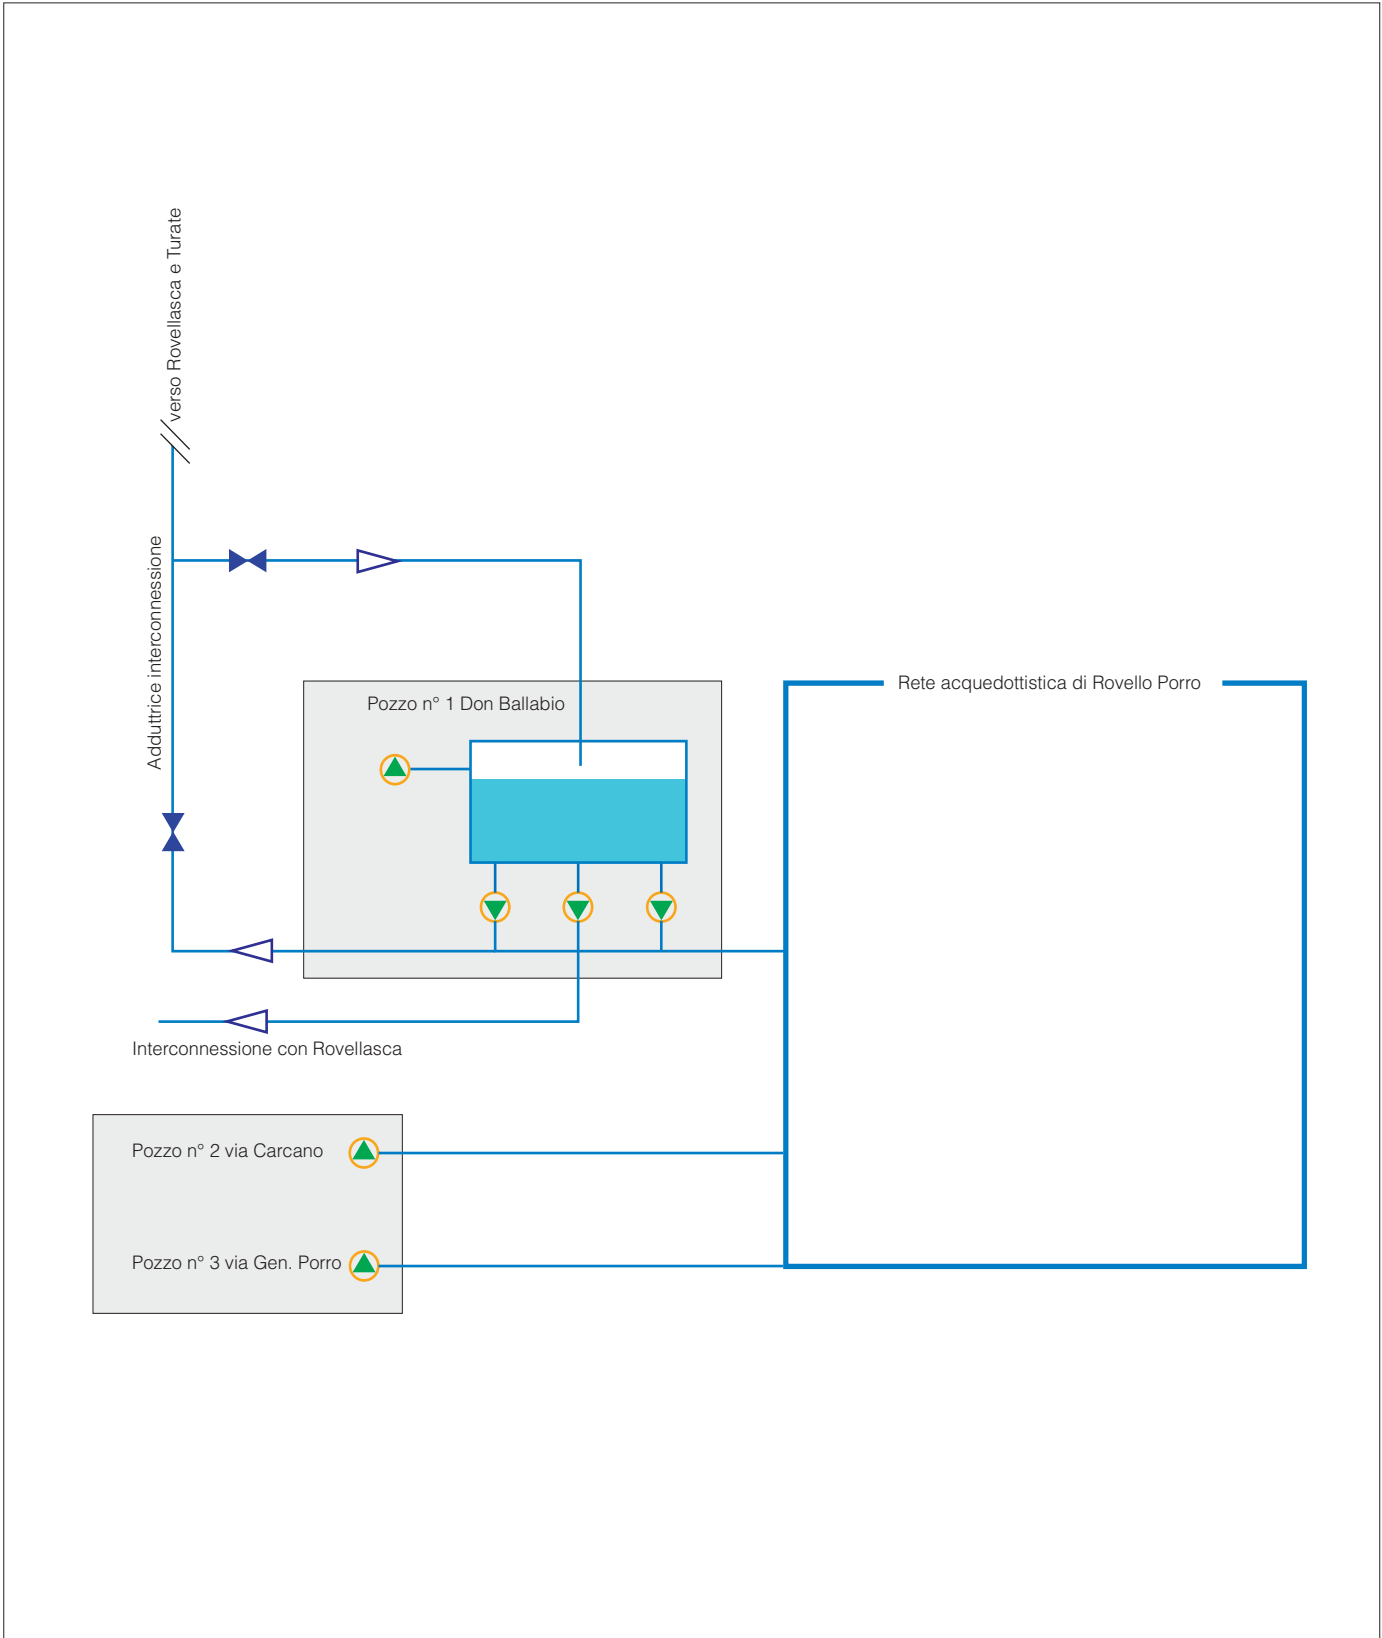 verso Rovellasca e Turate
Adduttrice interconnessione
Rete acquedottistica di Rovello Porro
Pozzo n° 1 Don Ballabio
Interconnessione con Rovellasca
Pozzo n° 2 via Carcano
Pozzo n° 3 via Gen. Porro